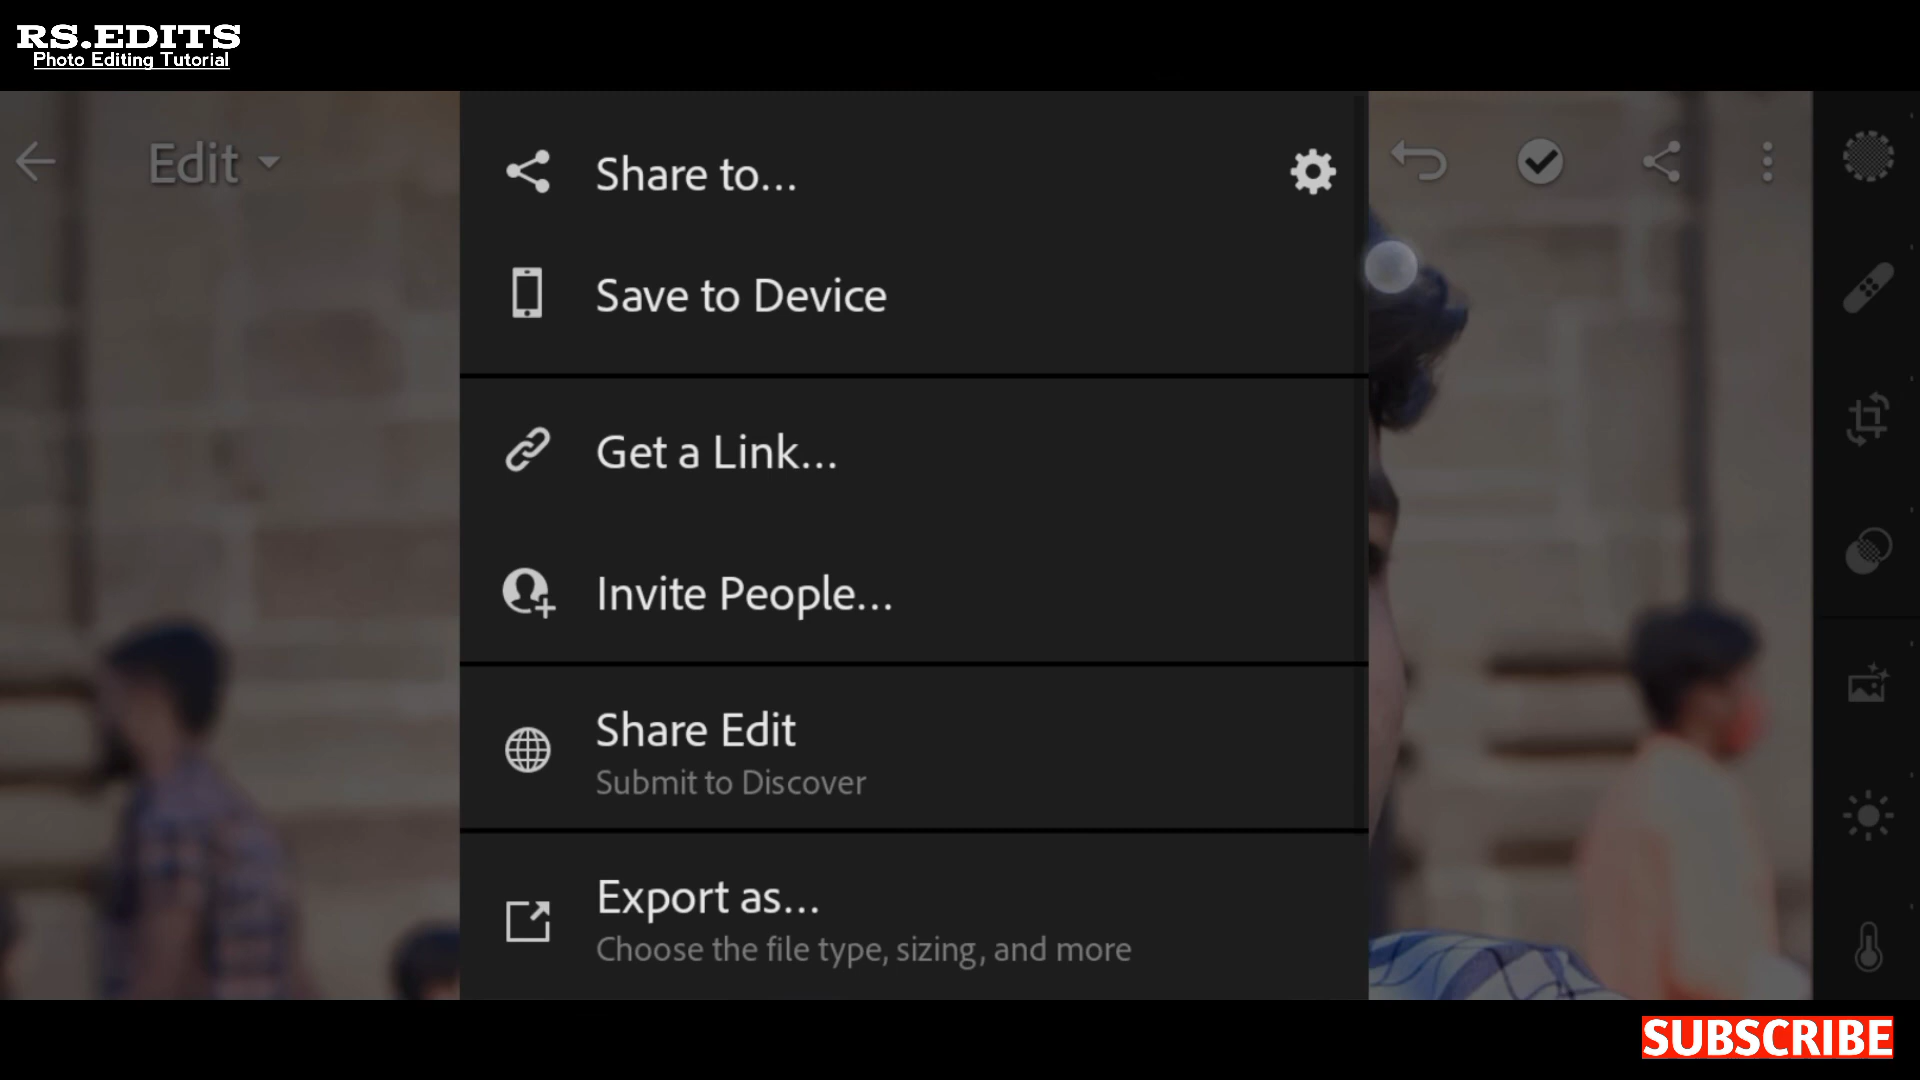 RS.EDITS
Photo Editing Tutorial
Edit
Share to...
Save to Device
Get a Link...
Invite People...
Share Edit
Submit to Discover
Export as...
Choose the file type, sizing, and more
SUBSCRIBE